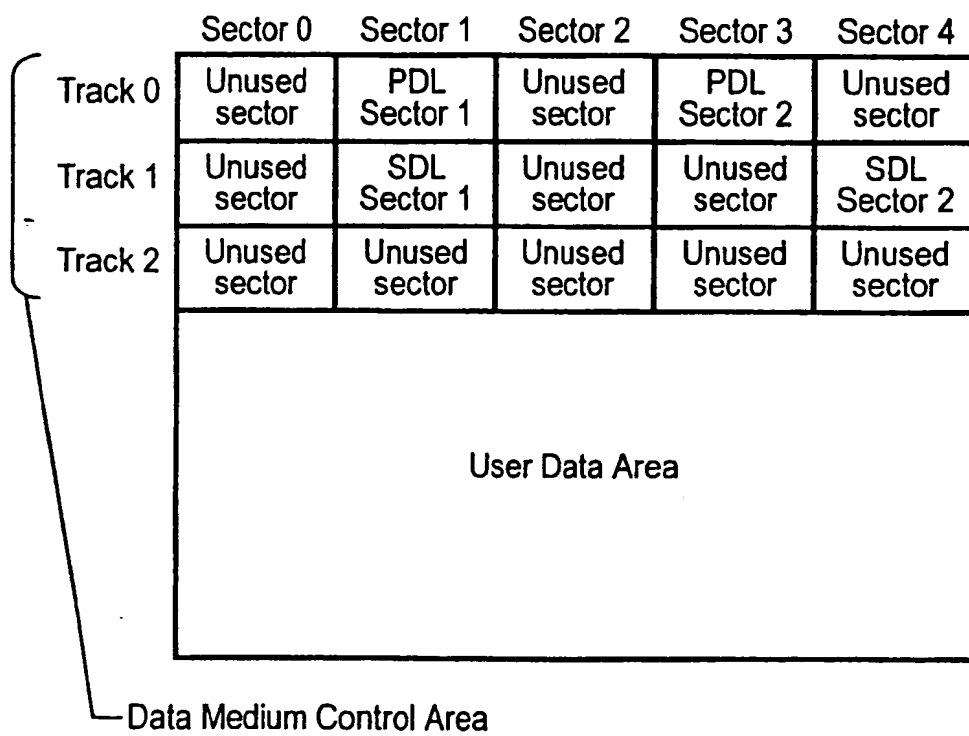 Sector 0 Sector 1 Sector 2 Sector 3 Sector 4
Track 0
Unused sector
PDL Sector 1
Unused sector
PDL Sector 2
Unused sector
Track 1
Unused sector
SDL Sector 1
Unused sector
Unused sector
SDL Sector 2
Track 2
Unused sector
Unused sector
Unused sector
Unused sector
Unused sector
User Data Area
Data Medium Control Area